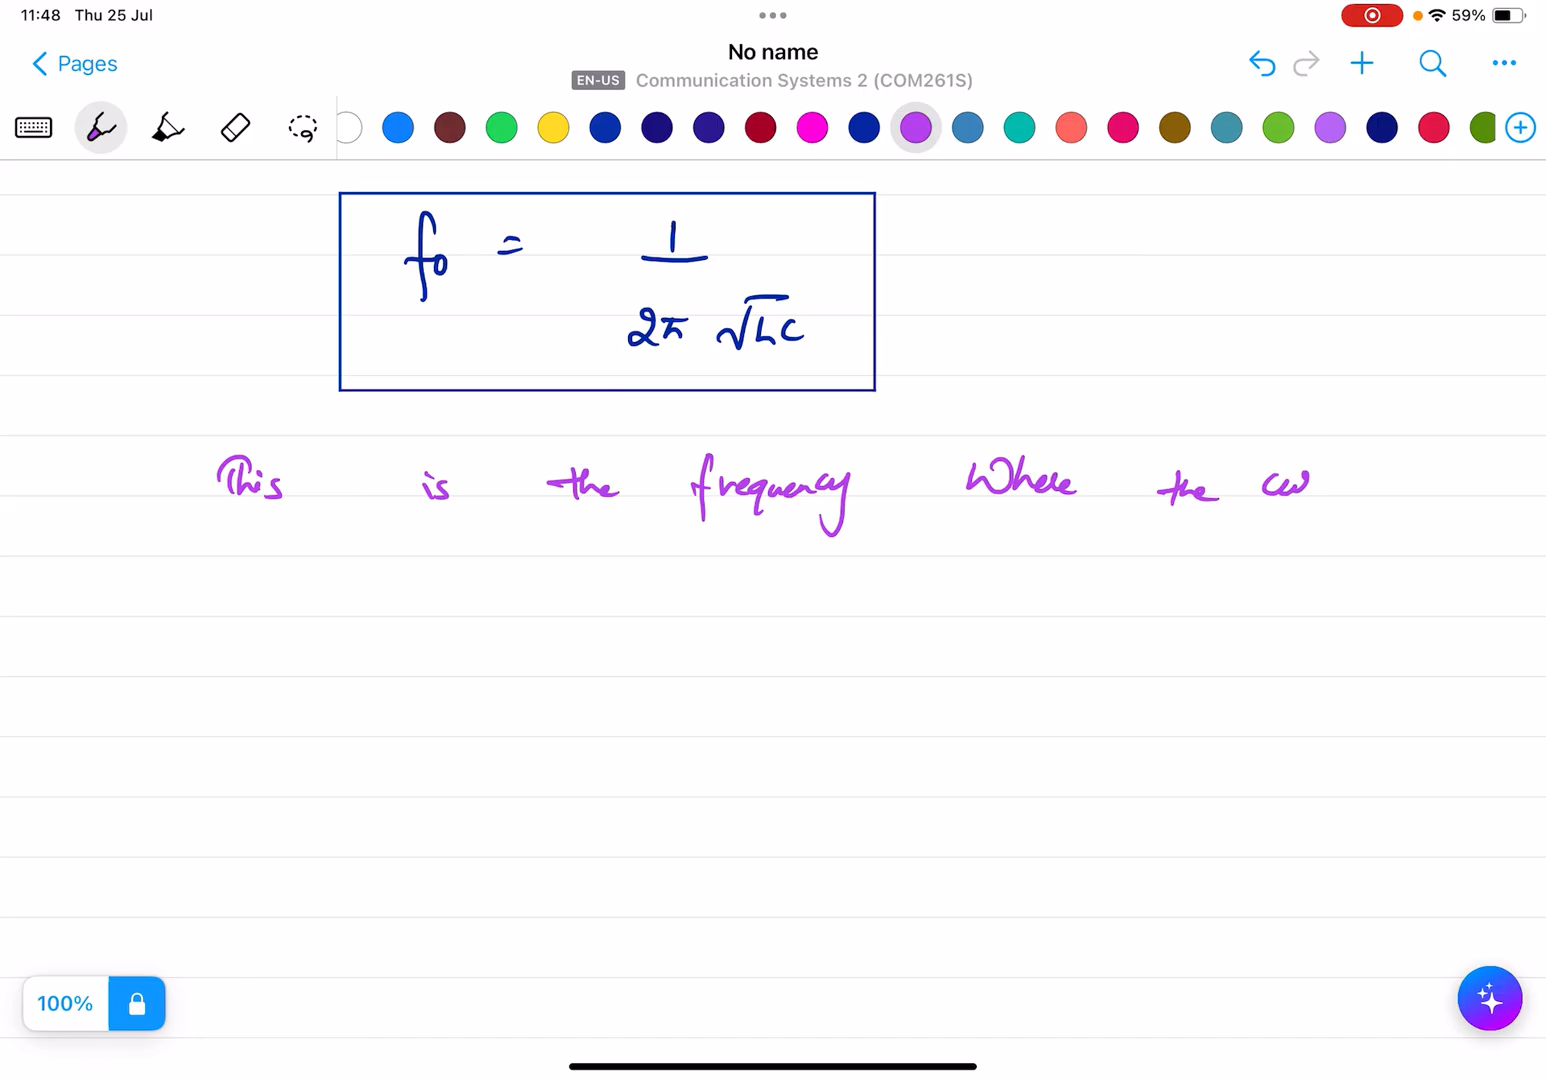 11:48 Thu 25 Jul
59%
Pages
No name
EN-US Communication Systems 2 (COM261S)
f₀ = 1
2π √LC
This is the frequency where the
100%